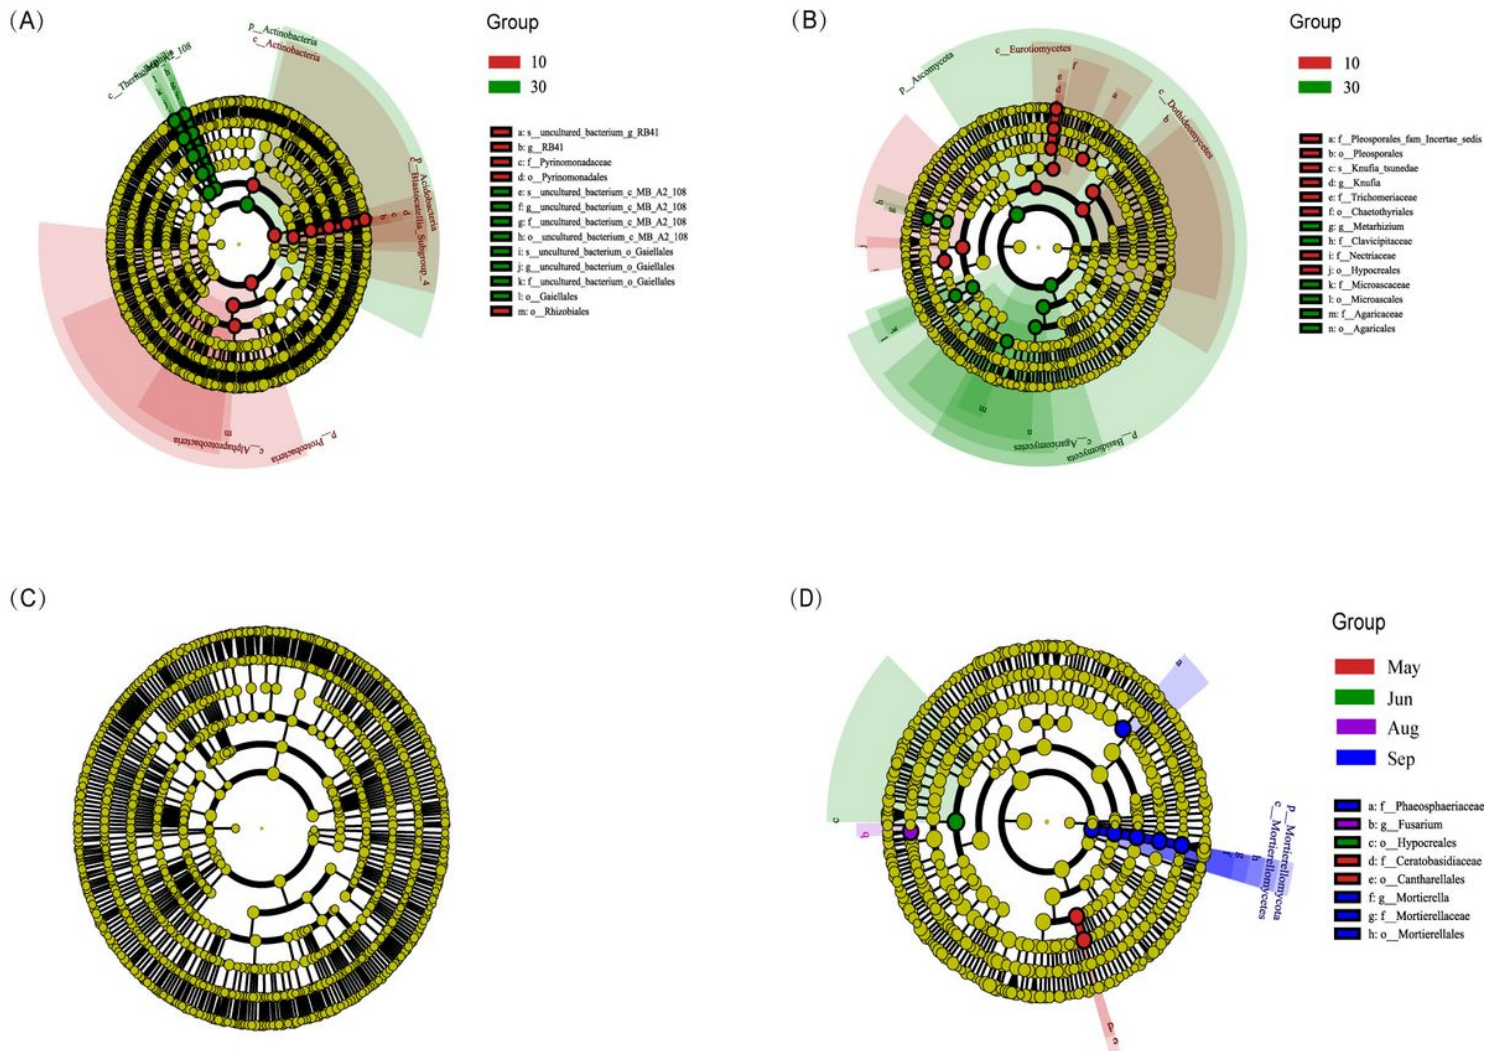 (A)
Group
10
30
p__Actinobacteria
c__Actinobacteria
p__Acidobacteria
c__Blastocatellia_Subgroup_4
b
c
d
m
c__Alphaproteobacteria
p__Proteobacteria
a: s__uncultured_bacterium_g_RB41
b: g__RB41
c: f__Pyrinomonadaceae
d: o__Pyrinomonadales
e: s__uncultured_bacterium_c_MB_A2_108
f: g__uncultured_bacterium_c_MB_A2_108
g: f__uncultured_bacterium_c_MB_A2_108
h: o__uncultured_bacterium_c_MB_A2_108
i: s__uncultured_bacterium_o_Gaiellales
j: g__uncultured_bacterium_o_Gaiellales
k: f__uncultured_bacterium_o_Gaiellales
l: o__Gaiellales
m: o__Rhizobiales
(B)
Group
10
30
p__Ascomycota
c__Eurotiomycetes
f
e
d
a
c__Dothideomycetes
b
m
n
c__Agaricomycetes
p__Basidiomycota
a: f__Pleosporales_fam_Incertae_sedis
b: o__Pleosporales
c: s__Knufia_tsunedae
d: g__Knufia
e: f__Trichomeriaceae
f: o__Chaetothyriales
g: g__Metarhizium
h: f__Clavicipitaceae
i: f__Nectriaceae
j: o__Hypocreales
k: f__Microascaceae
l: o__Microascales
m: f__Agaricaceae
n: o__Agaricales
(C)
(D)
Group
May
Jun
Aug
Sep
a
c
b
f
g
h
p__Mortierellomycota
c__Mortierellomycetes
d
e
a: f__Phaeosphaeriaceae
b: g__Fusarium
c: o__Hypocreales
d: f__Ceratobasidiaceae
e: o__Cantharellales
f: g__Mortierella
g: f__Mortierellaceae
h: o__Mortierellales